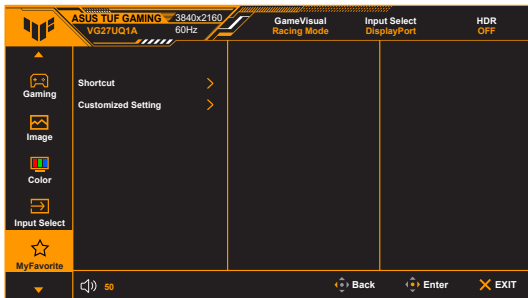 ASUS TUF GAMING
VG27UQ1A
3840x2160
60Hz
GameVisual
Racing Mode
Input Select
DisplayPort
HDR
OFF
Gaming
Image
Color
Input Select
MyFavorite
Shortcut
Customized Setting
50
Back
Enter
EXIT